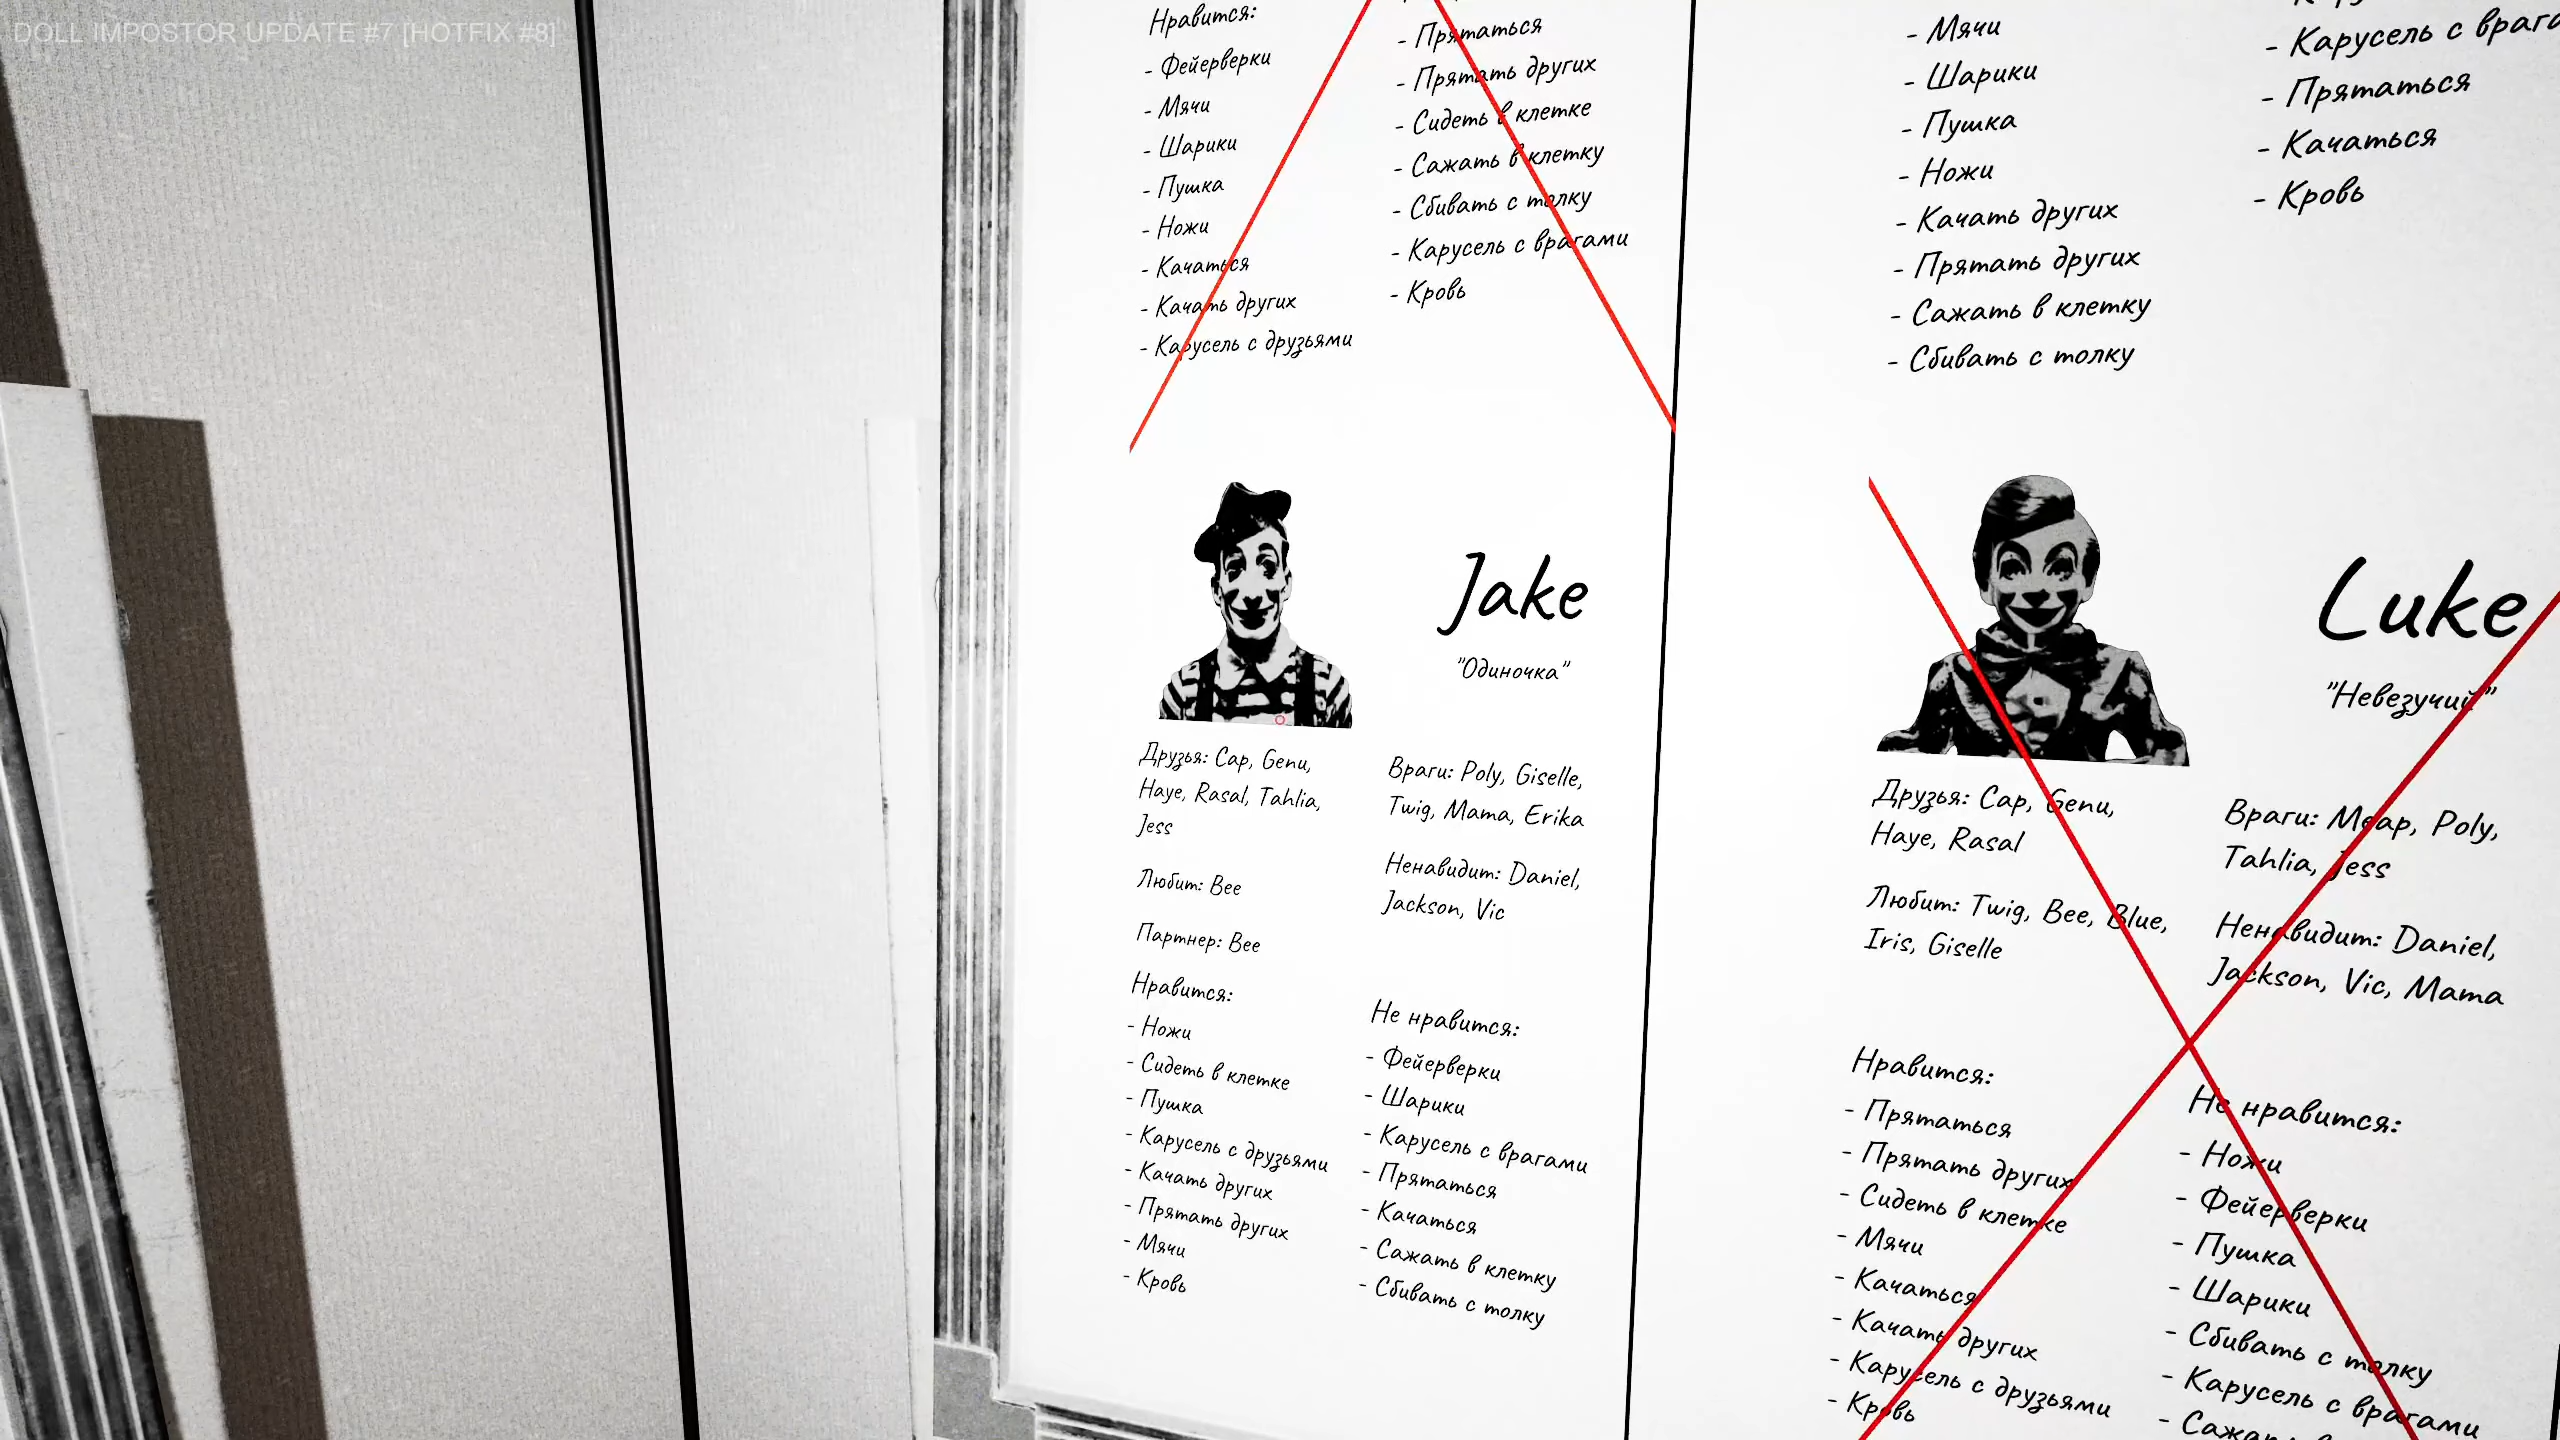 DOLL IMPOSTOR UPDATE #7 [HOTFIX #8]
Нравится:
- Фейерверки
- Мячи
- Шарики
- Пушка
- Ножи
- Качаться
- Качать других
- Карусель с друзьями
- Прятаться
- Прятать других
- Сидеть в клетке
- Сажать в клетку
- Сбивать с толку
- Карусель с врагами
- Кровь
- Мячи
- Шарики
- Пушка
- Ножи
- Качать других
- Прятать других
- Сажать в клетку
- Сбивать с толку
- Карусель с
- Прятаться
- Качаться
- Кровь
Jake
"Одиночка"
Друзья: Cap, Genu,
Haye, Rasal, Tahlia,
Jess
Любит: Bee
Партнер: Bee
Враги: Poly, Giselle,
Twig, Mama, Erika
Ненавидит: Daniel,
Jackson, Vic
Нравится:
- Ножи
- Сидеть в клетке
- Пушка
- Карусель с друзьями
- Качать других
- Прятать других
- Мячи
- Кровь
Не нравится:
- Фейерверки
- Шарики
- Карусель с врагами
- Прятаться
- Качаться
- Сажать в клетку
- Сбивать с толку
Luke
"Невезучий"
Друзья: Cap, Genu,
Haye, Rasal
Любит: Twig, Bee, Blue,
Iris, Giselle
Враги: Meap, Poly,
Tahlia, Jess
Ненавидит: Daniel,
Jackson, Vic, Mama
Нравится:
- Прятаться
- Прятать других
- Сидеть в клетке
- Мячи
- Качаться
- Качать других
- Карусель с друзьями
- Кровь
Не нравится:
- Ножи
- Фейерверки
- Пушка
- Шарики
- Сбивать с толку
- Карусель с врагами